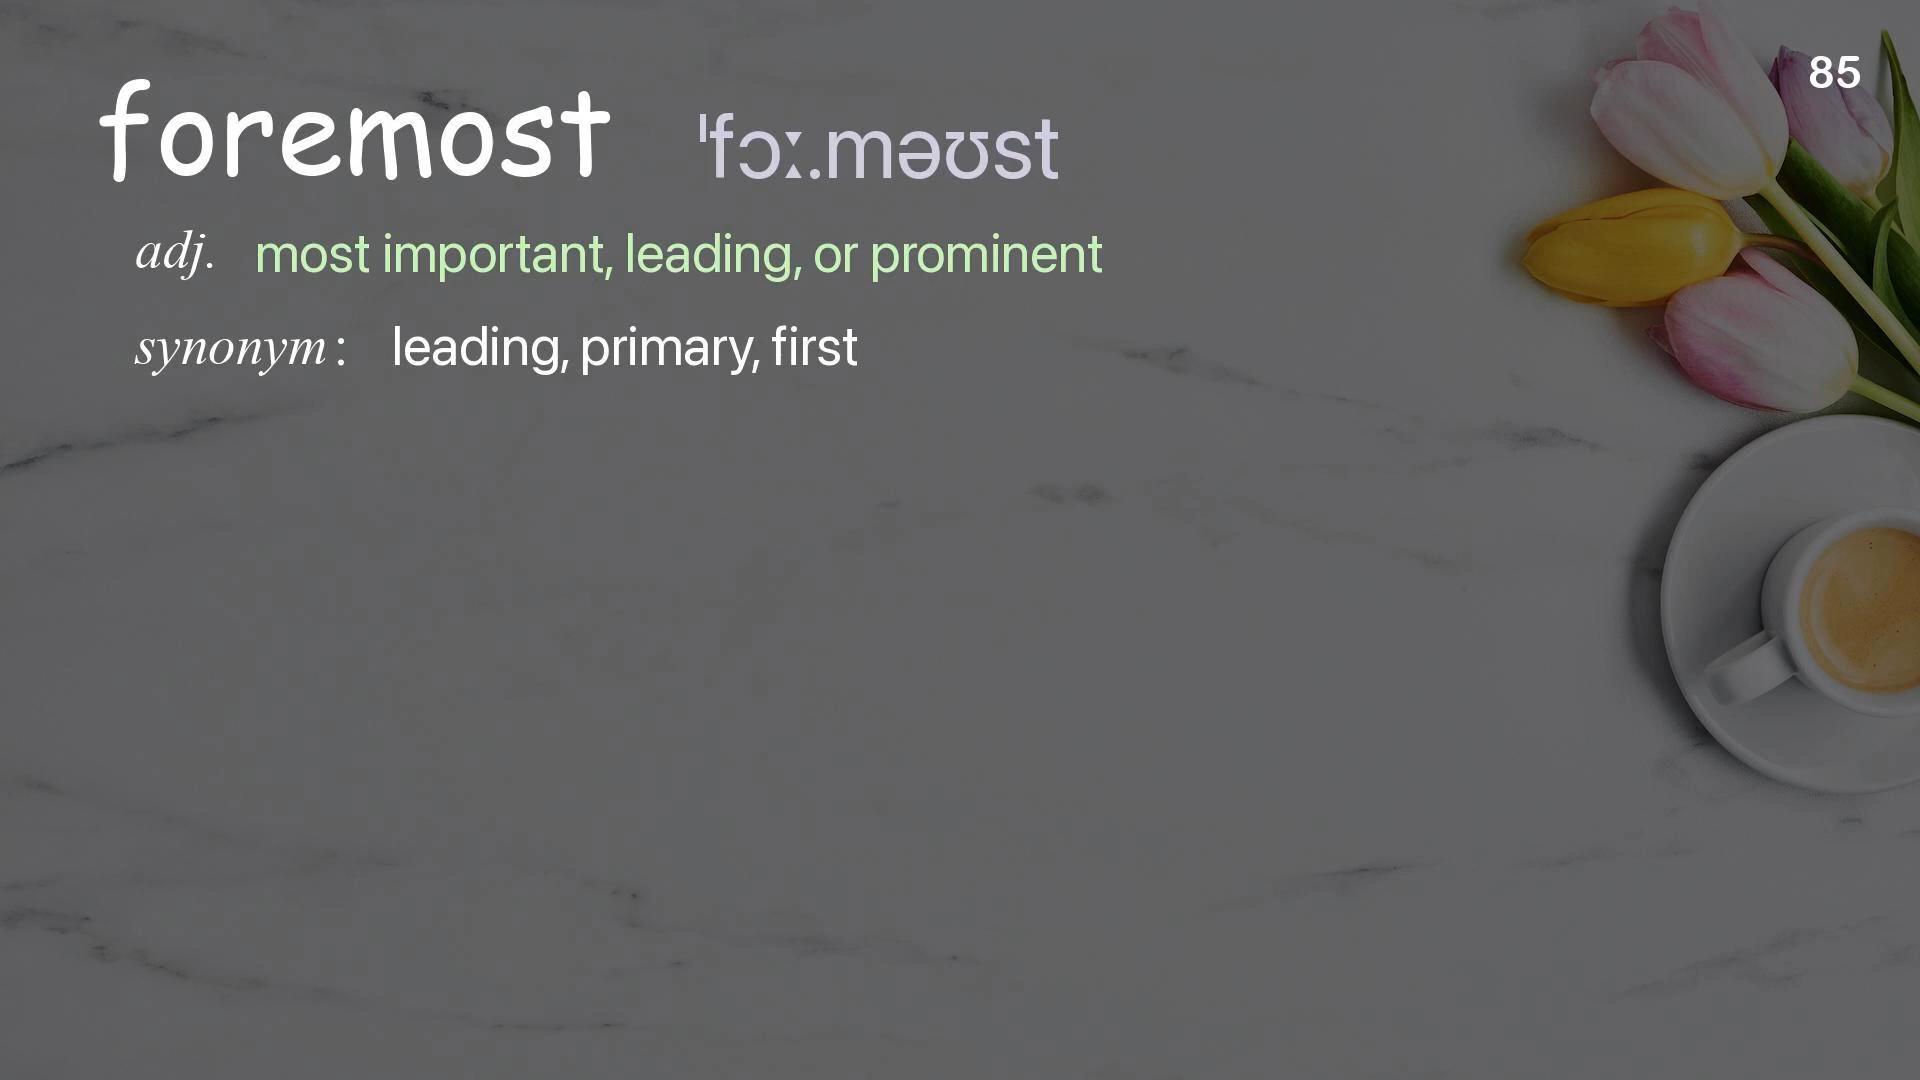 85
foremost ˈfɔː.məʊst
adj. most important, leading, or prominent
synonym: leading, primary, first